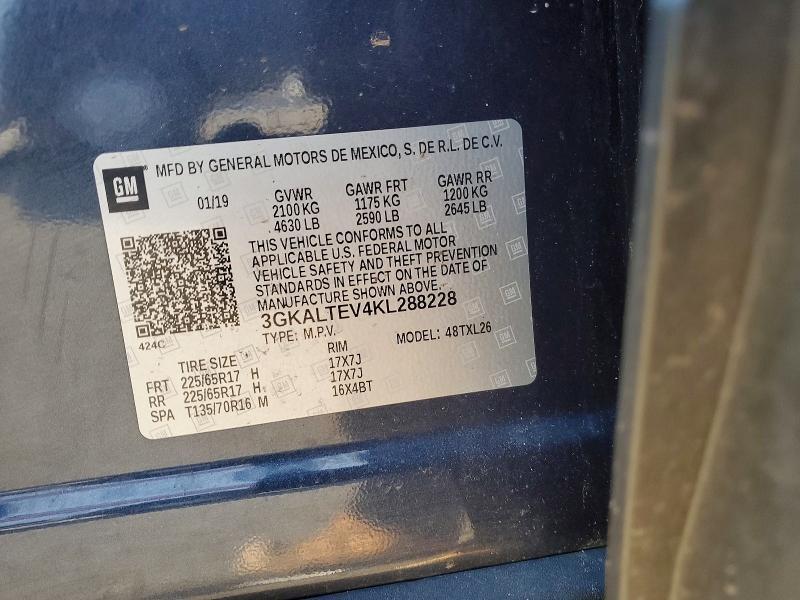 GM
MFD BY GENERAL MOTORS DE MEXICO, S. DE R.L. DE C.V.
01/19 GVWR GAWR FRT GAWR RR
2100 KG 1175 KG 1200 KG
4630 LB 2590 LB 2645 LB
THIS VEHICLE CONFORMS TO ALL
APPLICABLE U.S. FEDERAL MOTOR
VEHICLE SAFETY AND THEFT PREVENTION
STANDARDS IN EFFECT ON THE DATE OF
MANUFACTURE SHOWN ABOVE.
3GKALTEV4KL288228
424C
TYPE: M.P.V. MODEL: 48TXL26
TIRE SIZE RIM
FRT 225/65R17 H 17X7J
RR 225/65R17 H 17X7J
SPA T135/70R16 M 16X4BT